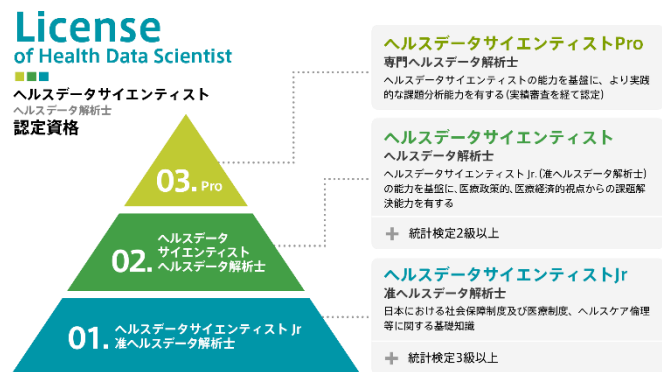 License
of Health Data Scientist
ヘルスデータサイエンティスト
ヘルスデータ解析士
認定資格
03. Pro
02. ヘルスデータ
サイエンティスト
ヘルスデータ解析士
01. ヘルスデータサイエンティスト Jr
准ヘルスデータ解析士
ヘルスデータサイエンティストPro
専門ヘルスデータ解析士
ヘルスデータサイエンティストの能力を基盤に、より実践
的な課題分析能力を有する（実績審査を経て認定）
ヘルスデータサイエンティスト
ヘルスデータ解析士
ヘルスデータサイエンティスト Jr.（准ヘルスデータ解析士）
の能力を基盤に、医療政策的、医療経済的視点からの課題解
決能力を有する
+ 統計検定2級以上
ヘルスデータサイエンティストJr
准ヘルスデータ解析士
日本における社会保障制度及び医療制度、ヘルスケア倫理
等に関する基礎知識
+ 統計検定3級以上